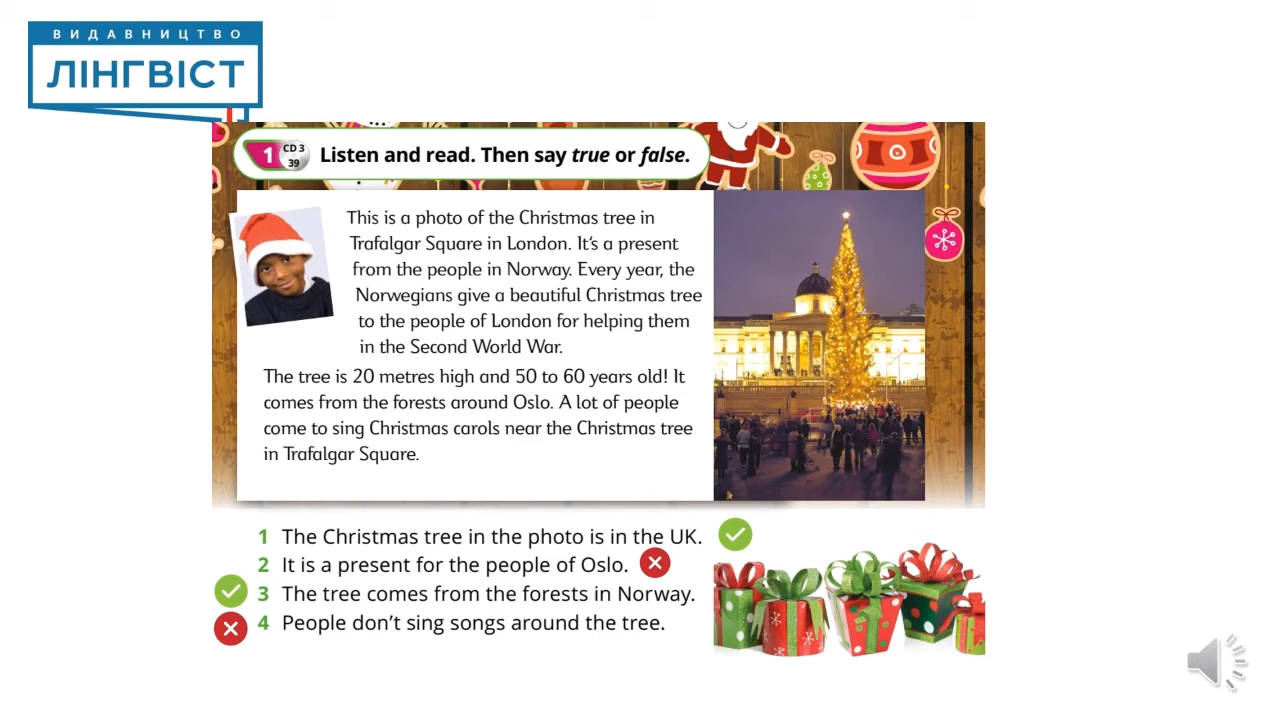 ВИДАВНИЦТВО
ЛІНГВІСТ
1 CD 3 39 Listen and read. Then say true or false.
This is a photo of the Christmas tree in
Trafalgar Square in London. It's a present
from the people in Norway. Every year, the
Norwegians give a beautiful Christmas tree
to the people of London for helping them
in the Second World War.
The tree is 20 metres high and 50 to 60 years old! It
comes from the forests around Oslo. A lot of people
come to sing Christmas carols near the Christmas tree
in Trafalgar Square.
1 The Christmas tree in the photo is in the UK.
2 It is a present for the people of Oslo.
3 The tree comes from the forests in Norway.
4 People don't sing songs around the tree.